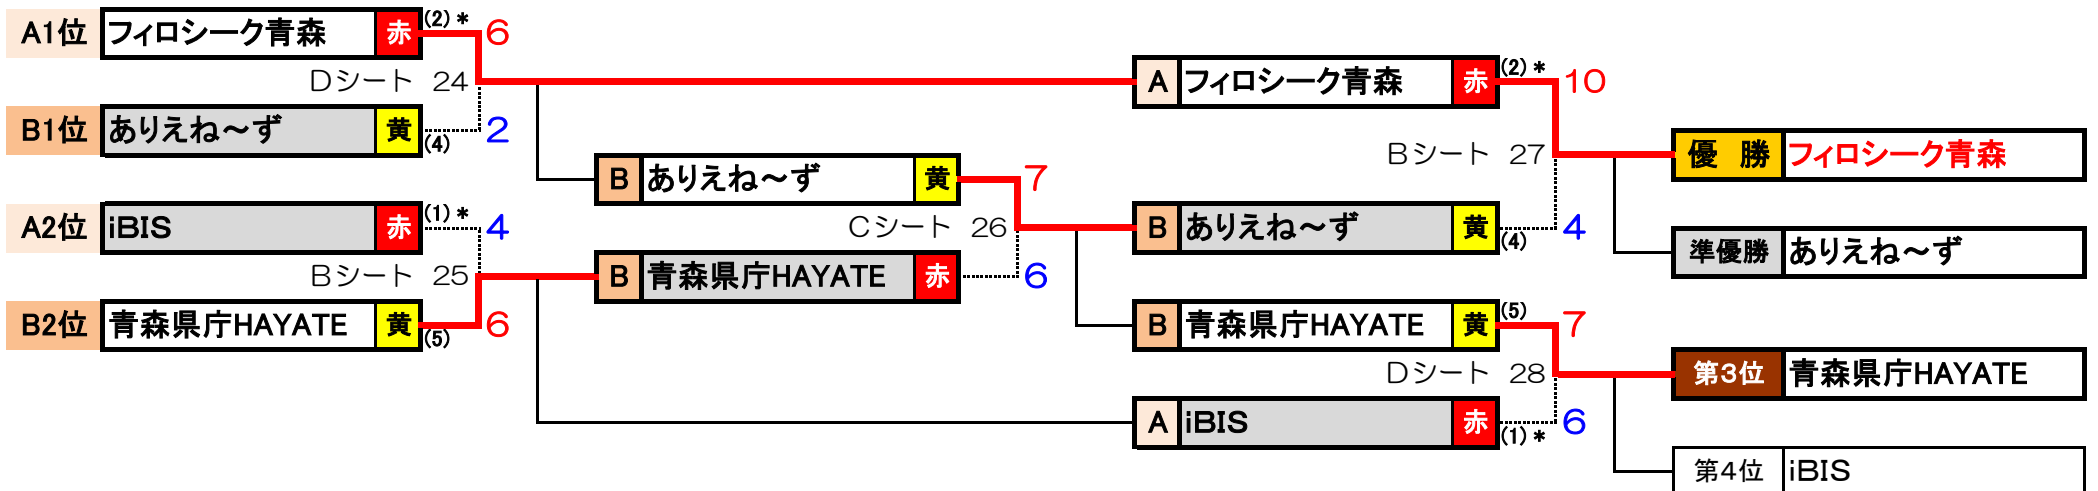 A1位 フィロシーク青森 赤 (2) * 6
Dシート 24
B1位 ありえね～ず 黄 (4) 2
A2位 iBIS 赤 (1) * 4
Bシート 25
B2位 青森県庁HAYATE 黄 (5) 6
B ありえね～ず 黄 7
Cシート 26
B 青森県庁HAYATE 赤 6
A フィロシーク青森 赤 (2) * 10
Bシート 27
B ありえね～ず 黄 (4) 4
B 青森県庁HAYATE 黄 (5) 7
Dシート 28
A iBIS 赤 (1) * 6
優 勝 フィロシーク青森
準優勝 ありえね～ず
第3位 青森県庁HAYATE
第4位 iBIS